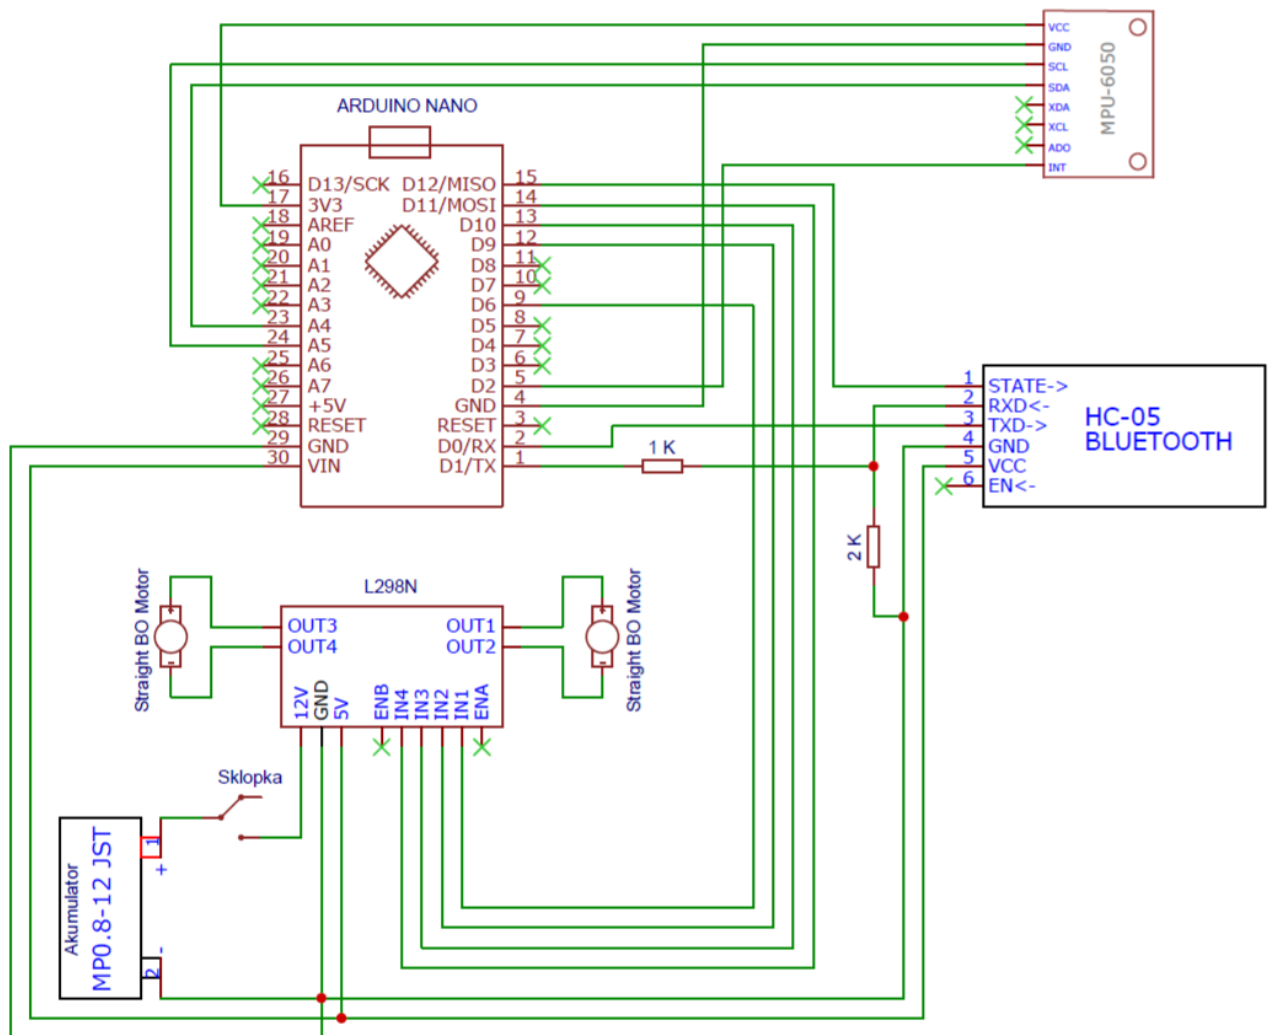 VCC
GND
SCL
SDA
XDA
XCL
ADO
INT
MPU-6050
ARDUINO NANO
16 D13/SCK D12/MISO 15
17 3V3 D11/MOSI 14
18 AREF D10 13
19 A0 D9 12
20 A1 D8 11
21 A2 D7 10
22 A3 D6 9
23 A4 D5 8
24 A5 D4 7
25 A6 D3 6
26 A7 D2 5
27 +5V GND 4
28 RESET RESET 3
29 GND D0/RX 2
30 VIN D1/TX 1
1 K
2 K
1 STATE->
2 RXD<-
3 TXD->
4 GND
5 VCC
6 EN<-
HC-05
BLUETOOTH
L298N
Straight BO Motor
+
-
OUT3 OUT1
OUT4 OUT2
12V GND 5V ENB IN4 IN3 IN2 IN1 ENA
Straight BO Motor
+
-
Sklopka
Akumulator
MP0.8-12 JST
1
+
-
2